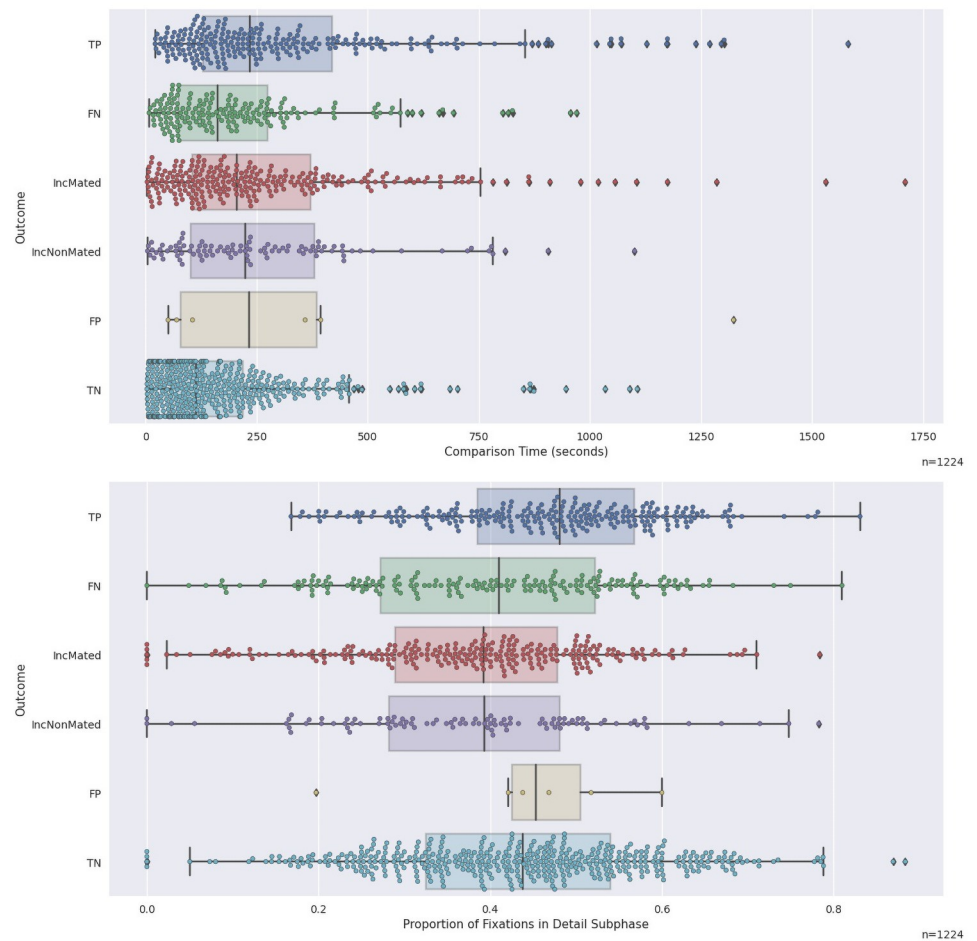 TP
FN
IncMated
IncNonMated
FP
TN
Outcome
0 250 500 750 1000 1250 1500 1750
Comparison Time (seconds)
n=1224
TP
FN
IncMated
IncNonMated
FP
TN
Outcome
0.0 0.2 0.4 0.6 0.8
Proportion of Fixations in Detail Subphase
n=1224